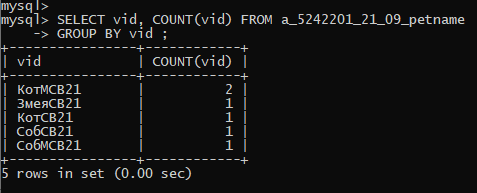 mysql>
mysql> SELECT vid, COUNT(vid) FROM a_5242201_21_09_petname
    -> GROUP BY vid ;
+---------------+------------+
| vid           | COUNT(vid) |
+---------------+------------+
| КотМСВ21      |          2 |
| ЗмеяСВ21      |          1 |
| КотСВ21       |          1 |
| СобСВ21       |          1 |
| СобМСВ21      |          1 |
+---------------+------------+
5 rows in set (0.00 sec)